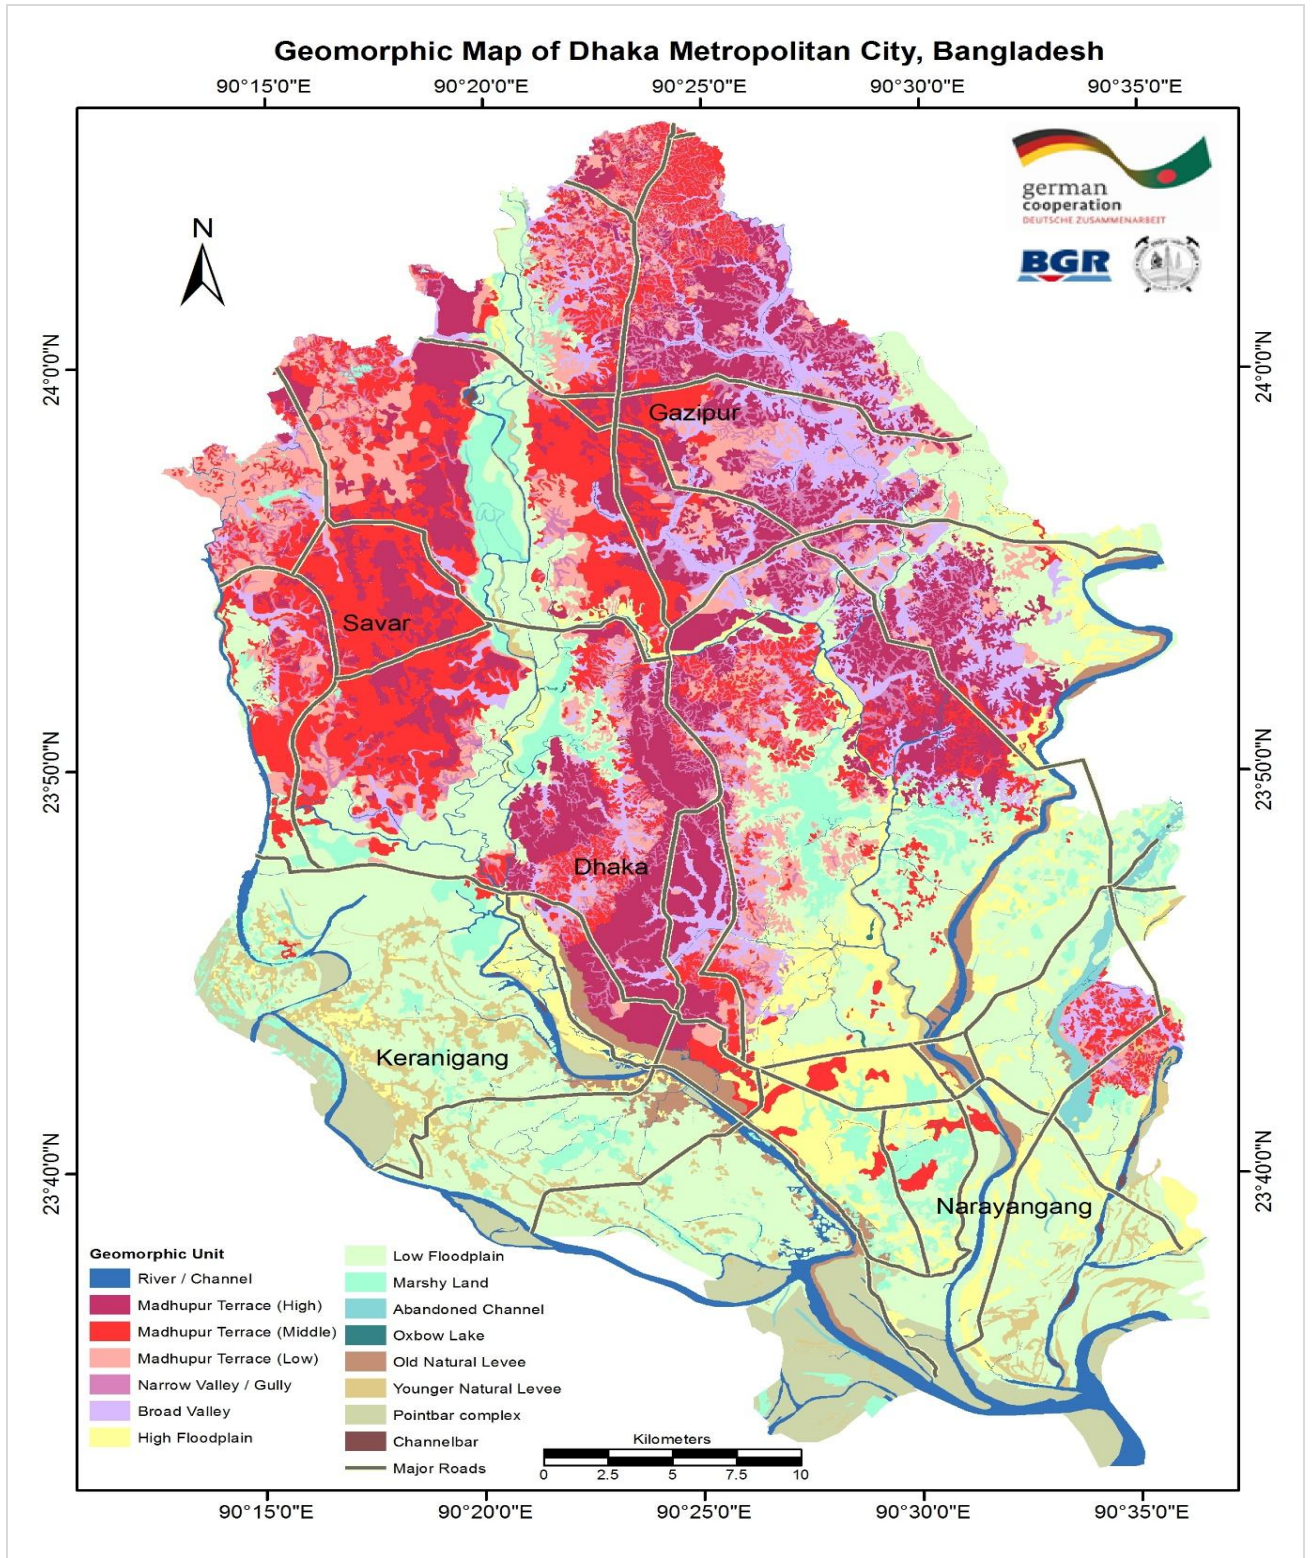 Geomorphic Map of Dhaka Metropolitan City, Bangladesh
90°15'0"E 90°20'0"E 90°25'0"E 90°30'0"E 90°35'0"E
german
cooperation
DEUTSCHE ZUSAMMENARBEIT
N
BGR
24°0'0"N
24°0'0"N
Gazipur
Savar
23°50'0"N
23°50'0"N
Dhaka
Keranigang
23°40'0"N
23°40'0"N
Narayangang
Geomorphic Unit
River / Channel
Madhupur Terrace (High)
Madhupur Terrace (Middle)
Madhupur Terrace (Low)
Narrow Valley / Gully
Broad Valley
High Floodplain
Low Floodplain
Marshy Land
Abandoned Channel
Oxbow Lake
Old Natural Levee
Younger Natural Levee
Pointbar complex
Channelbar
Major Roads
Kilometers
0 2.5 5 7.5 10
90°15'0"E 90°20'0"E 90°25'0"E 90°30'0"E 90°35'0"E